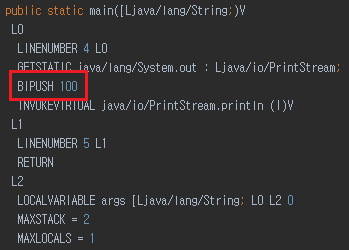 public static main([Ljava/lang/String;)V
L0
LINENUMBER 4 L0
GETSTATIC java/lang/System.out : Ljava/io/PrintStream;
BIPUSH 100
INVOKEVIRTUAL java/io/PrintStream.println (I)V
L1
LINENUMBER 5 L1
RETURN
L2
LOCALVARIABLE args [Ljava/lang/String; L0 L2 0
MAXSTACK = 2
MAXLOCALS = 1